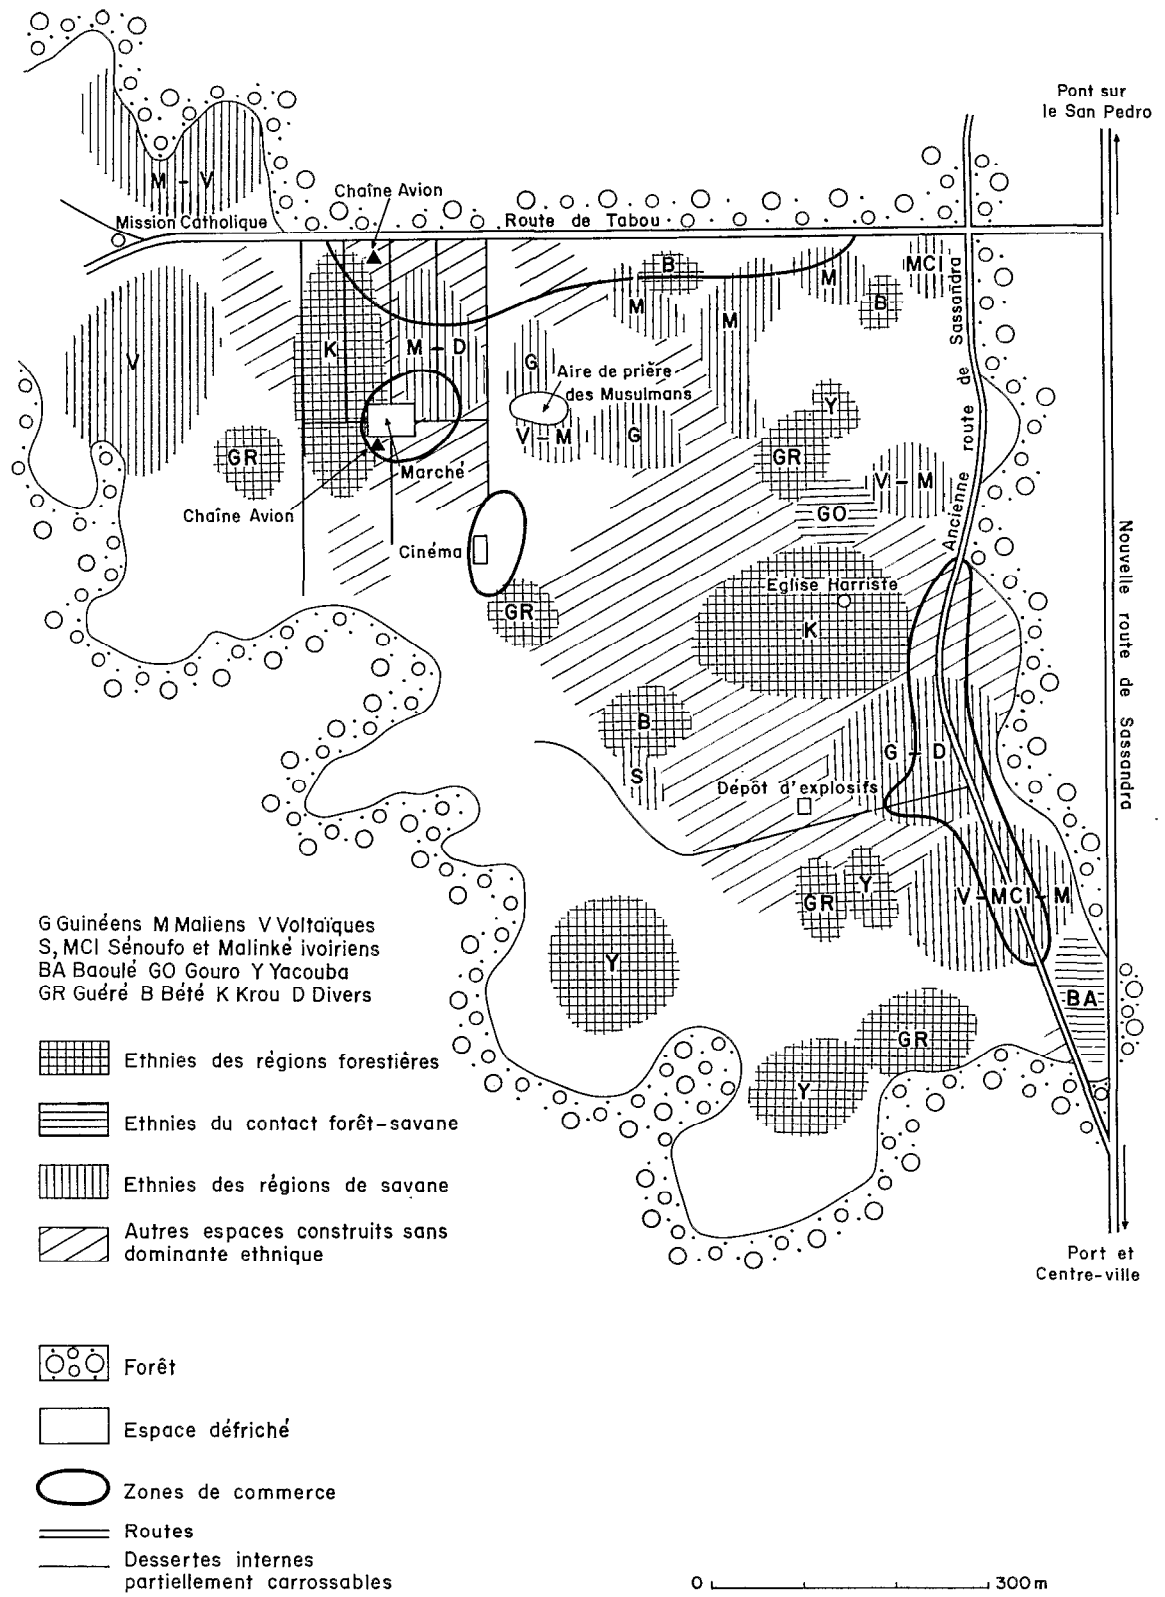 Pont sur
le San Pedro
M - V
Chaîne Avion
Mission Catholique
Route de Tabou
B
M
MCI
V
K
M - D
M
M
B
Ancienne route de Sassandra
G
Aire de prière
des Musulmans
Y
GR
V - M
G
GR
V - M
Marché
Chaîne Avion
GO
Cinéma
Nouvelle route de Sassandra
Eglise Harriste
GR
K
B
G - D
S
Dépôt d'explosifs
GR
Y
V - MCI - M
G Guinéens M Maliens V Voltaïques
S, MCI Sénoufo et Malinké ivoiriens
BA Baoulé GO Gouro Y Yacouba
GR Guéré B Bété K Krou D Divers
Y
BA
GR
Y
Ethnies des régions forestières
Ethnies du contact forêt-savane
Ethnies des régions de savane
Autres espaces construits sans
dominante ethnique
Port et
Centre-ville
Forêt
Espace défriché
Zones de commerce
Routes
Dessertes internes
partiellement carrossables
0 300 m